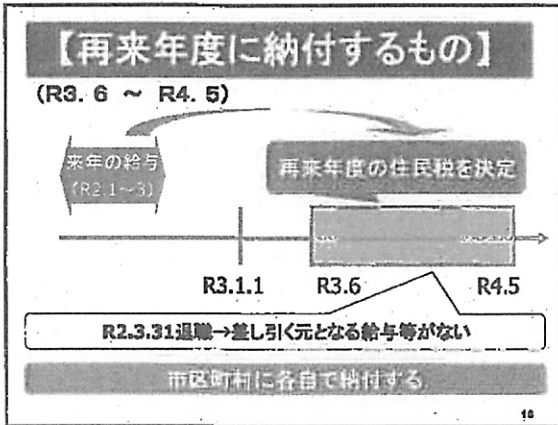 【再来年度に納付するもの】
(R3. 6 ～ R4. 5)
来年の給与
(R2.1～3)
再来年度の住民税を決定
R3.1.1 R3.6 R4.5
R2.3.31退職→差し引く元となる給与等がない
市区町村に各自で納付する